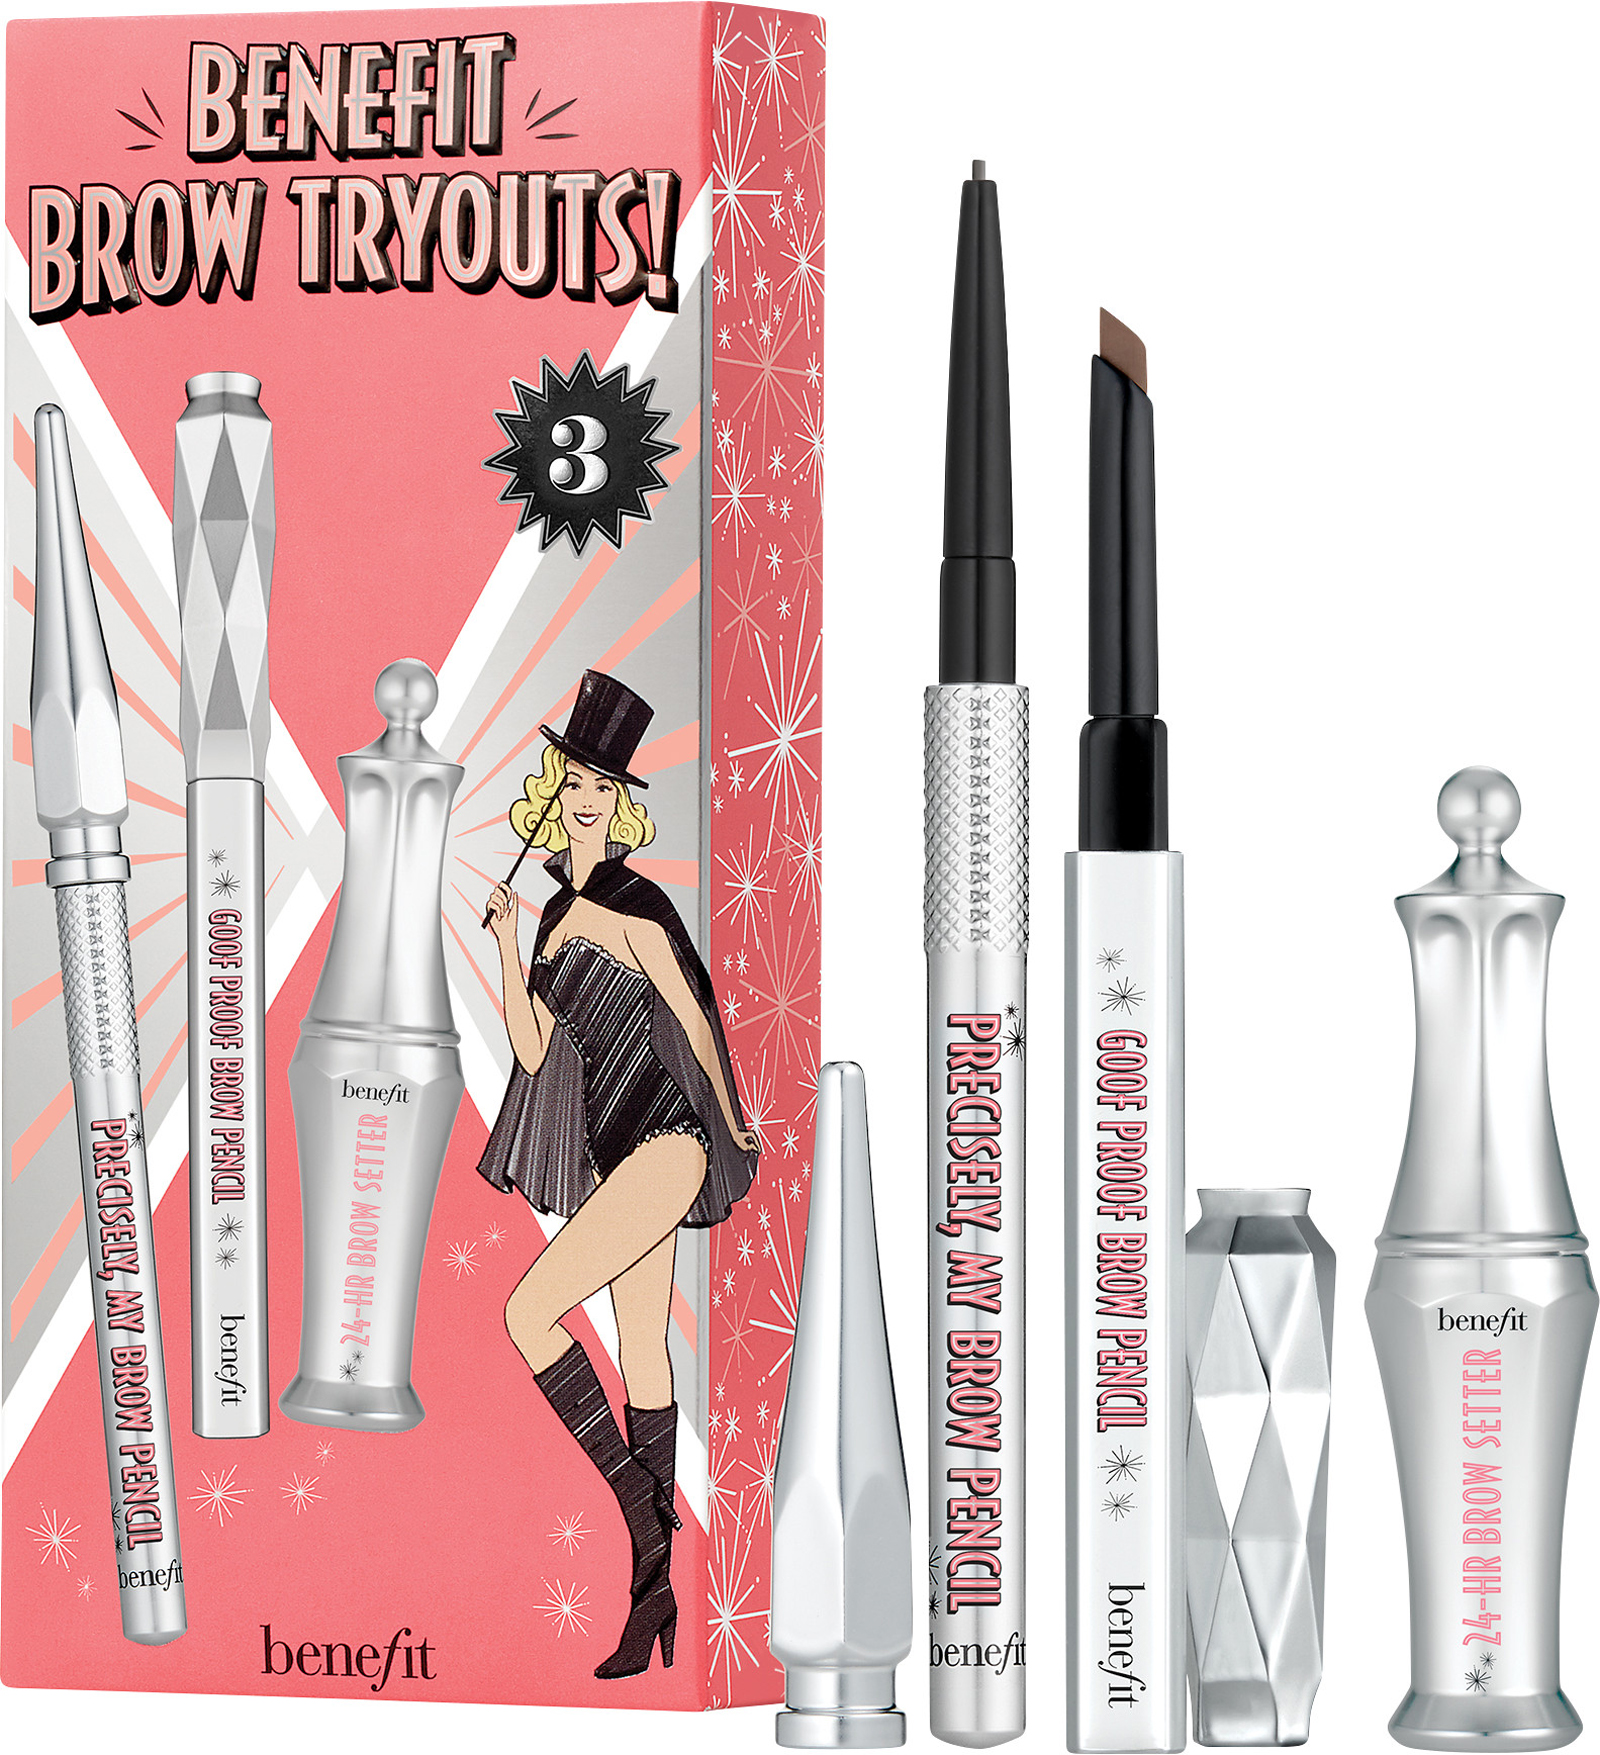 BENEFIT
BROW TRYOUTS!
3
PRECISELY, MY BROW PENCIL
benefit
GOOF PROOF BROW PENCIL
benefit
benefit
24-HR BROW SETTER
benefit
PRECISELY, MY BROW PENCIL
benefit
GOOF PROOF BROW PENCIL
benefit
benefit
24-HR BROW SETTER